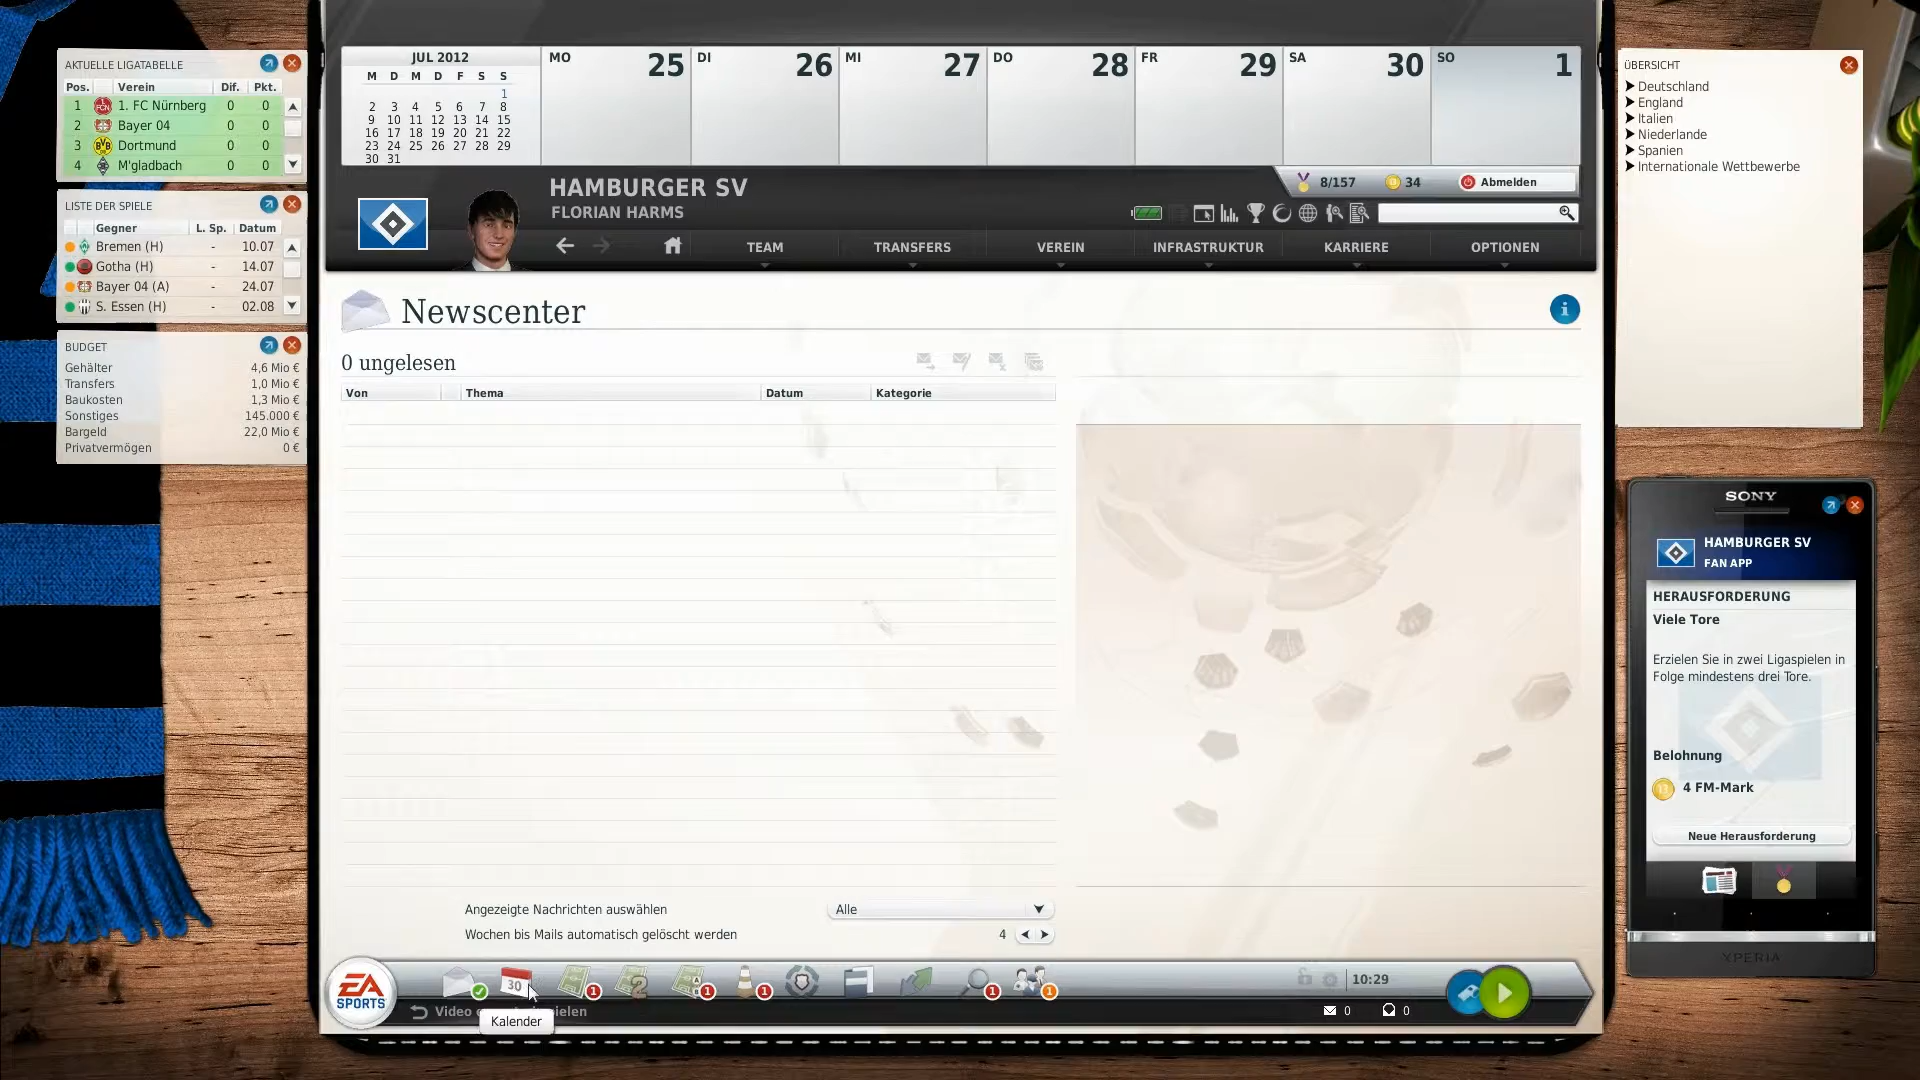 AKTUELLE LIGATABELLE
Pos. Verein Dif. Pkt.
1 1. FC Nürnberg 0 0
2 Bayer 04 0 0
3 Dortmund 0 0
4 M'gladbach 0 0
LISTE DER SPIELE
Gegner L. Sp. Datum
Bremen (H) - 10.07
Gotha (H) - 14.07
Bayer 04 (A) - 24.07
S. Essen (H) - 02.08
BUDGET
Gehälter 4,6 Mio €
Transfers 1,0 Mio €
Baukosten 1,3 Mio €
Sonstiges 145.000 €
Bargeld 22,0 Mio €
Privatvermögen 0 €
JUL 2012
M D M D F S S
1
2 3 4 5 6 7 8
9 10 11 12 13 14 15
16 17 18 19 20 21 22
23 24 25 26 27 28 29
30 31
MO 25 DI 26 MI 27 DO 28 FR 29 SA 30 SO 1
HAMBURGER SV
FLORIAN HARMS
8/157 34 Abmelden
TEAM TRANSFERS VEREIN INFRASTRUKTUR KARRIERE OPTIONEN
Newscenter
0 ungelesen
Von Thema Datum Kategorie
Angezeigte Nachrichten auswählen Alle
Wochen bis Mails automatisch gelöscht werden 4
EA
SPORTS
30 1 2 1 1 1 1
10:29
Video ielen
Kalender
0 0
ÜBERSICHT
Deutschland
England
Italien
Niederlande
Spanien
Internationale Wettbewerbe
SONY
HAMBURGER SV
FAN APP
HERAUSFORDERUNG
Viele Tore
Erzielen Sie in zwei Ligaspielen in
Folge mindestens drei Tore.
Belohnung
4 FM-Mark
Neue Herausforderung
XPERIA